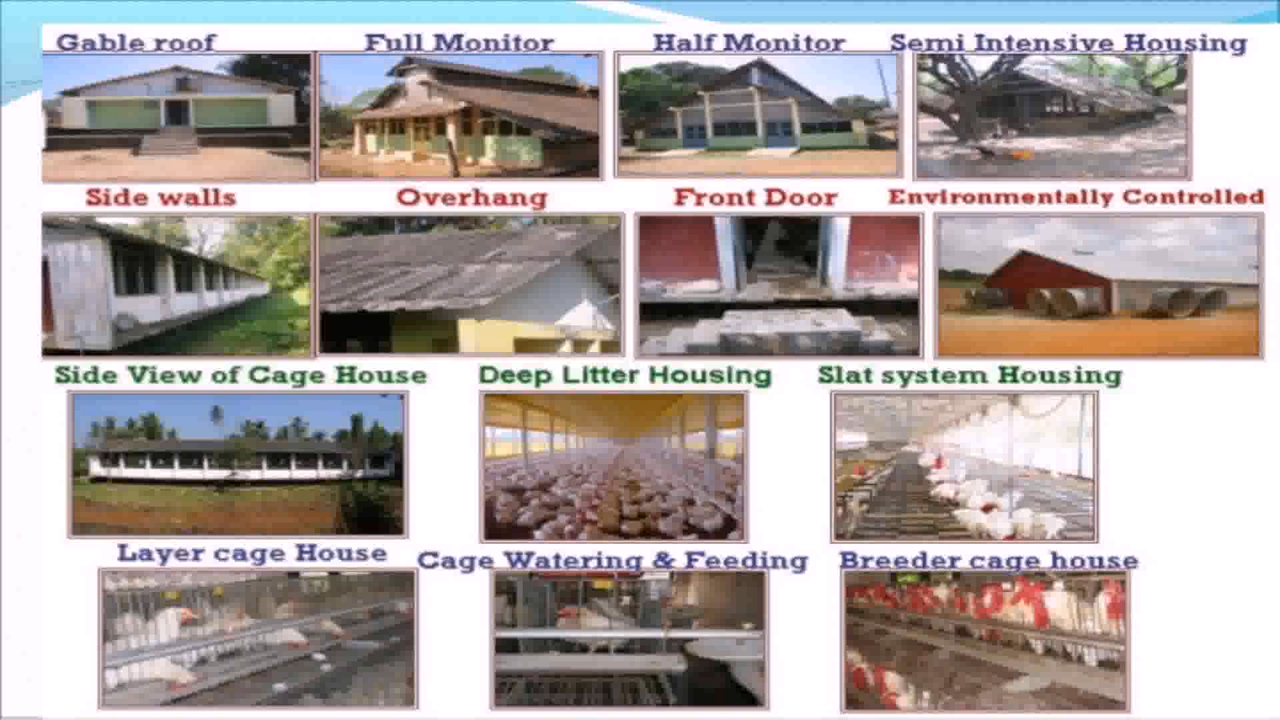 Gable roof
Full Monitor
Half Monitor
Semi Intensive Housing
Side walls
Overhang
Front Door
Environmentally Controlled
Side View of Cage House
Deep Litter Housing
Slat system Housing
Layer cage House
Cage Watering & Feeding
Breeder cage house